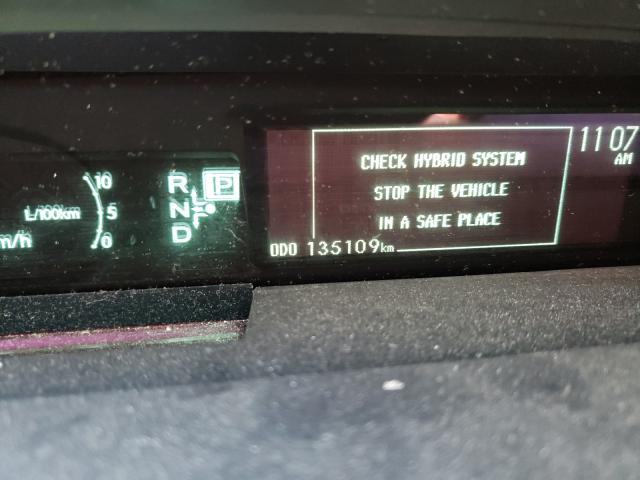 11 07
AM
CHECK HYBRID SYSTEM
STOP THE VEHICLE
IN A SAFE PLACE
ODO 135109km
10
5
0
L/100km
m/h
R P
N
D